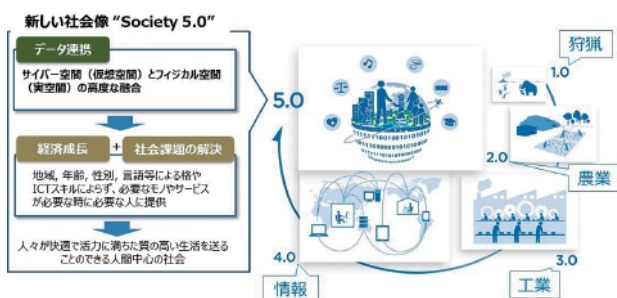 新しい社会像 “Society 5.0”
データ連携
サイバー空間（仮想空間）とフィジカル空間
（実空間）の高度な融合
経済成長 + 社会課題の解決
地域, 年齢, 性別, 言語等による格や
ICTスキルによらず, 必要なモノやサービス
が必要な時に必要な人に提供
人々が快適で活力に満ちた質の高い生活を送る
ことのできる人間中心の社会
5.0
狩猟
1.0
2.0
農業
4.0
情報
3.0
工業